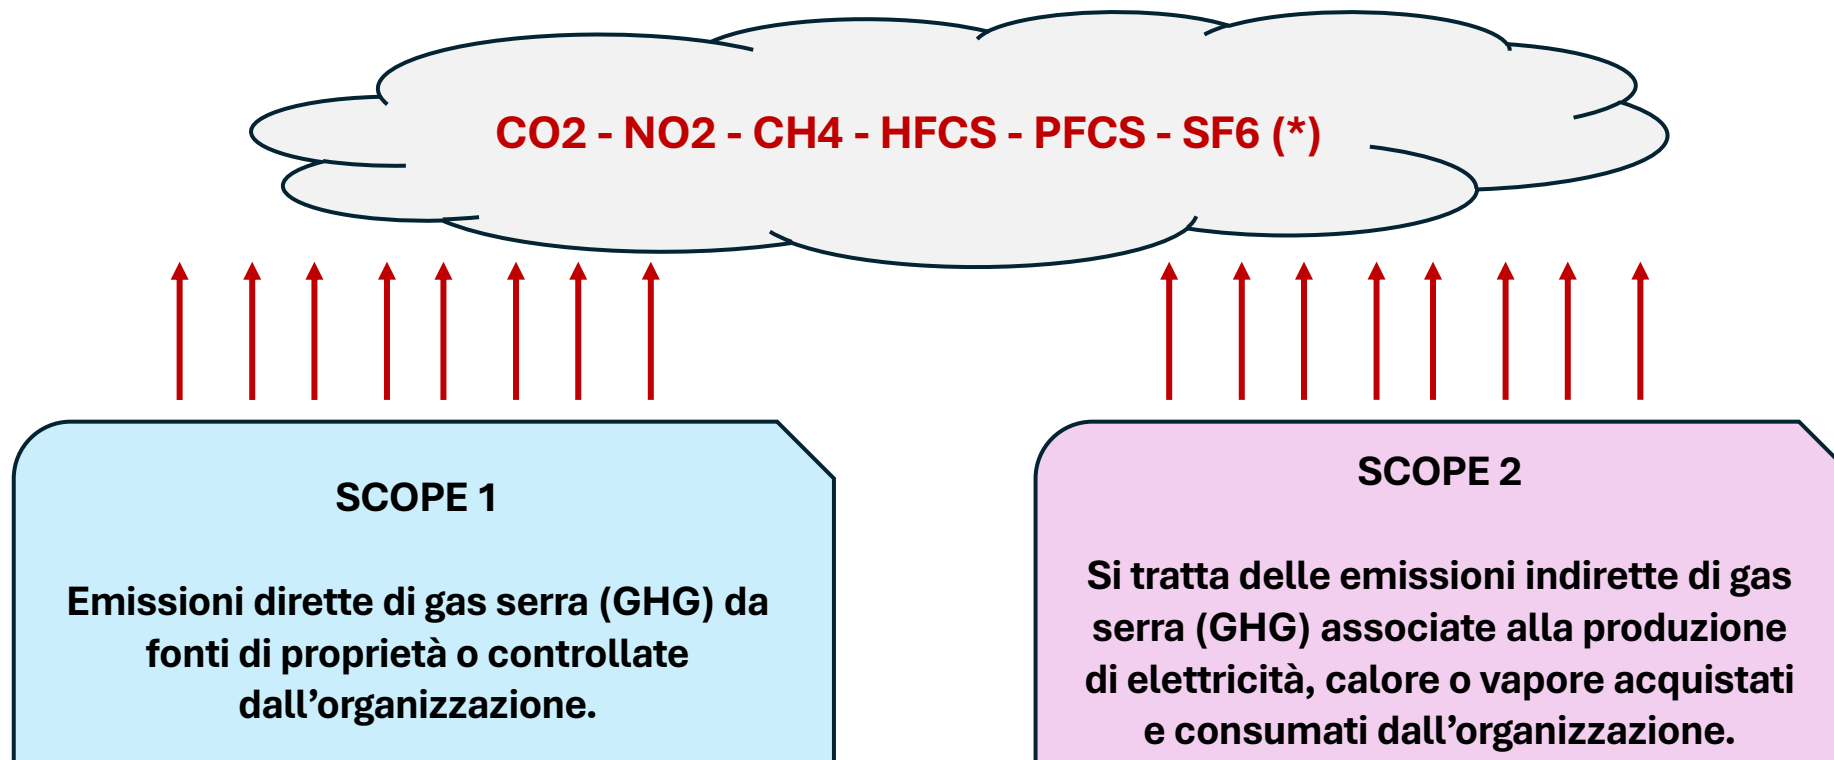 CO2 - NO2 - CH4 - HFCS - PFCS - SF6 (*)
SCOPE 1
Emissioni dirette di gas serra (GHG) da
fonti di proprietà o controllate
dall’organizzazione.
SCOPE 2
Si tratta delle emissioni indirette di gas
serra (GHG) associate alla produzione
di elettricità, calore o vapore acquistati
e consumati dall’organizzazione.